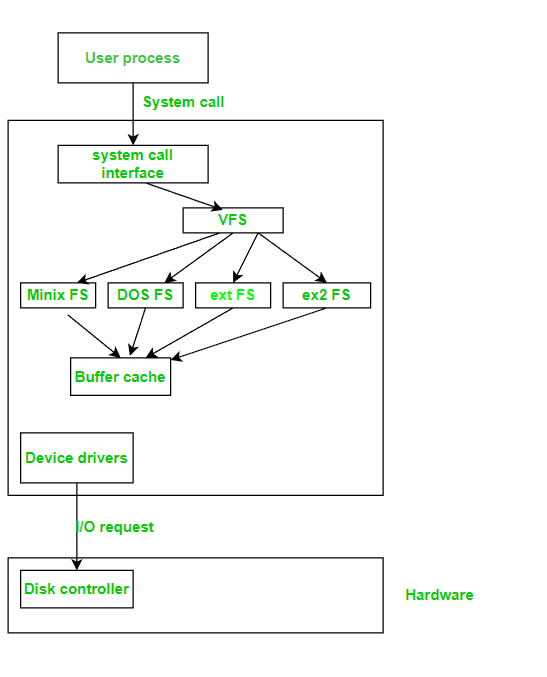 User process
System call
system call
interface
VFS
Minix FS
DOS FS
ext FS
ex2 FS
Buffer cache
Device drivers
I/O request
Disk controller
Hardware